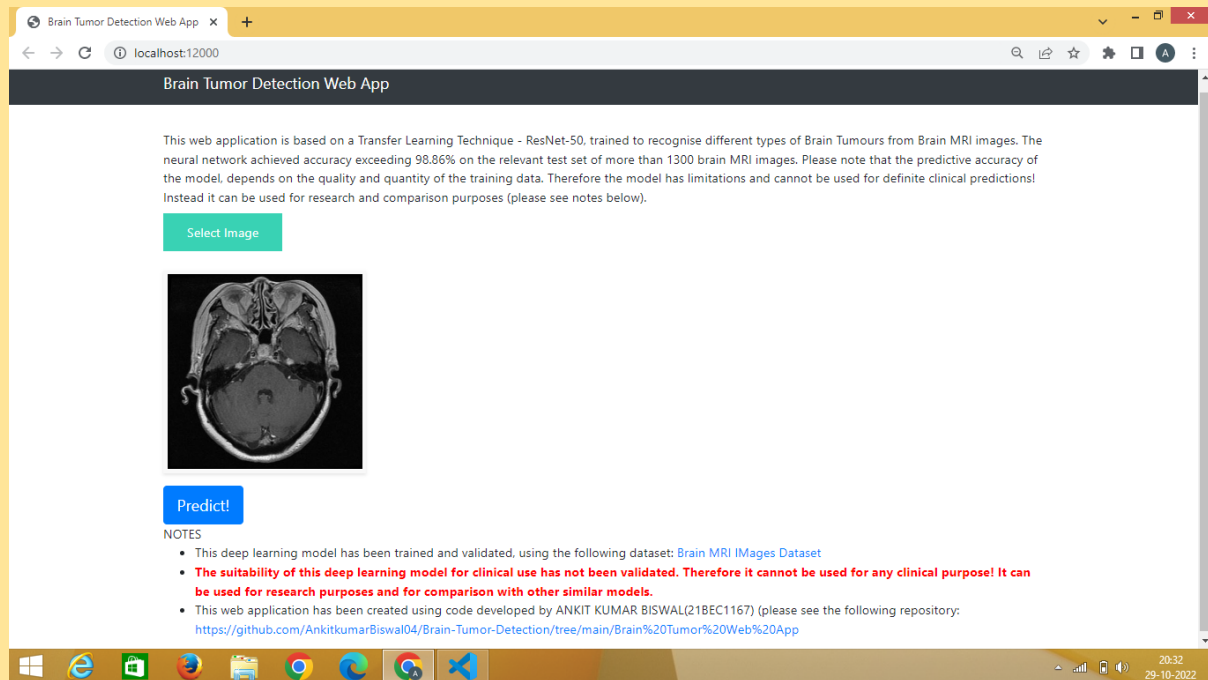 Brain Tumor Detection Web App
localhost:12000
A
Brain Tumor Detection Web App
This web application is based on a Transfer Learning Technique - ResNet-50, trained to recognise different types of Brain Tumours from Brain MRI images. The
neural network achieved accuracy exceeding 98.86% on the relevant test set of more than 1300 brain MRI images. Please note that the predictive accuracy of
the model, depends on the quality and quantity of the training data. Therefore the model has limitations and cannot be used for definite clinical predictions!
Instead it can be used for research and comparison purposes (please see notes below).
Select Image
Predict!
NOTES
This deep learning model has been trained and validated, using the following dataset: Brain MRI IMages Dataset
The suitability of this deep learning model for clinical use has not been validated. Therefore it cannot be used for any clinical purpose! It can
be used for research purposes and for comparison with other similar models.
This web application has been created using code developed by ANKIT KUMAR BISWAL(21BEC1167) (please see the following repository:
https://github.com/AnkitkumarBiswal04/Brain-Tumor-Detection/tree/main/Brain%20Tumor%20Web%20App
20:32
29-10-2022